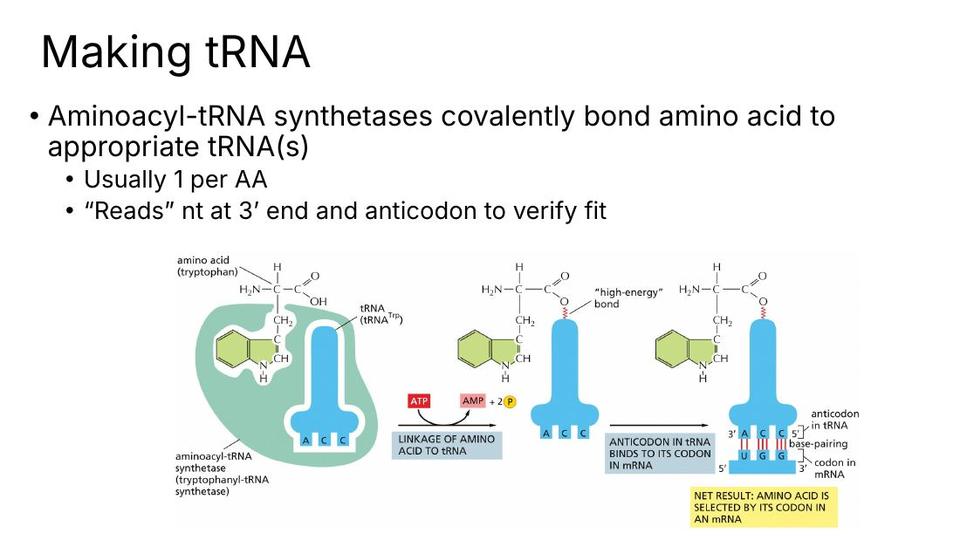 Making tRNA
• Aminoacyl-tRNA synthetases covalently bond amino acid to
appropriate tRNA(s)
• Usually 1 per AA
• “Reads” nt at 3’ end and anticodon to verify fit
amino acid
(tryptophan)
H
H₂N—C—C
O
OH
CH₂
C
CH
N
H
tRNA
(tRNAᵀʳᵖ)
A C C
aminoacyl-tRNA
synthetase
(tryptophanyl-tRNA
synthetase)
ATP
AMP + 2 P
LINKAGE OF AMINO
ACID TO tRNA
H
H₂N—C—C
O
O
CH₂
C
CH
N
H
“high-energy”
bond
A C C
ANTICODON IN tRNA
BINDS TO ITS CODON
IN mRNA
H
H₂N—C—C
O
O
CH₂
C
CH
N
H
3′ A C C 5′
anticodon
in tRNA
base-pairing
U G G
5′ 3′
codon in
mRNA
NET RESULT: AMINO ACID IS
SELECTED BY ITS CODON IN
AN mRNA